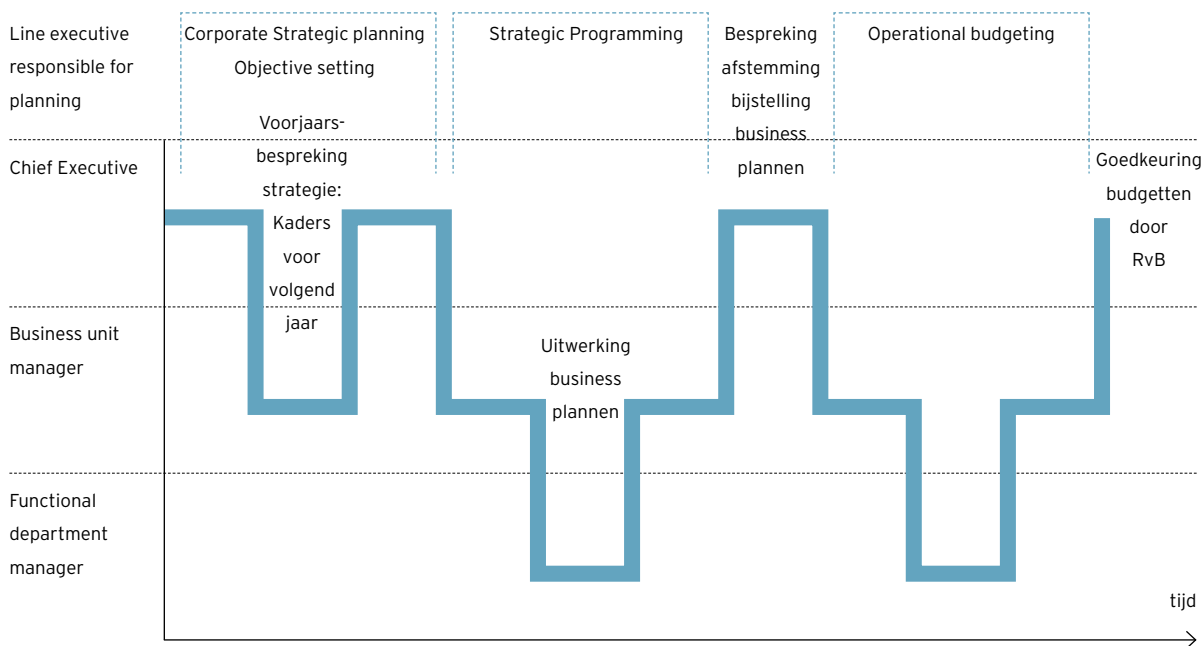 Line executive
responsible for
planning
Corporate Strategic planning
Objective setting
Strategic Programming
Bespreking
afstemming
bijstelling
business
plannen
Operational budgeting
Voorjaars-
bespreking
strategie:
Kaders
voor
volgend
jaar
Chief Executive
Goedkeuring
budgetten
door
RvB
Business unit
manager
Uitwerking
business
plannen
Functional
department
manager
tijd